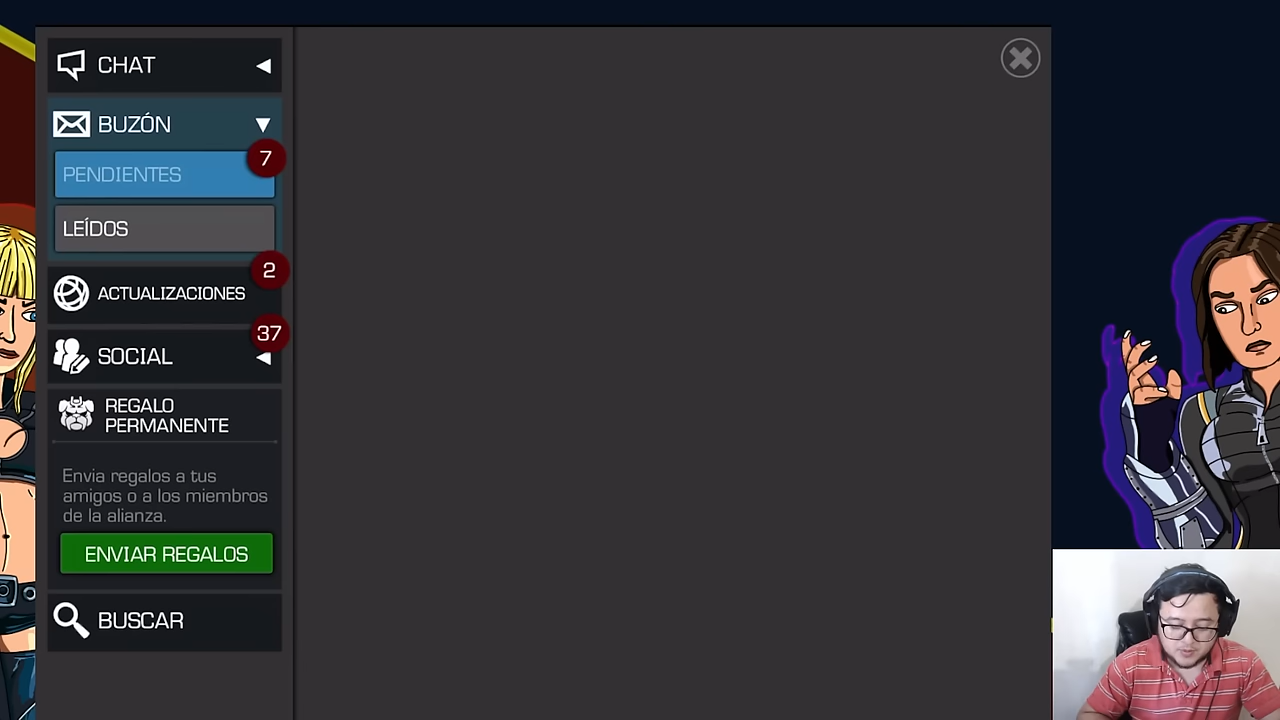 CHAT
BUZÓN
7
PENDIENTES
LEÍDOS
2
ACTUALIZACIONES
37
SOCIAL
REGALO
PERMANENTE
Envia regalos a tus
amigos o a los miembros
de la alianza.
ENVIAR REGALOS
BUSCAR